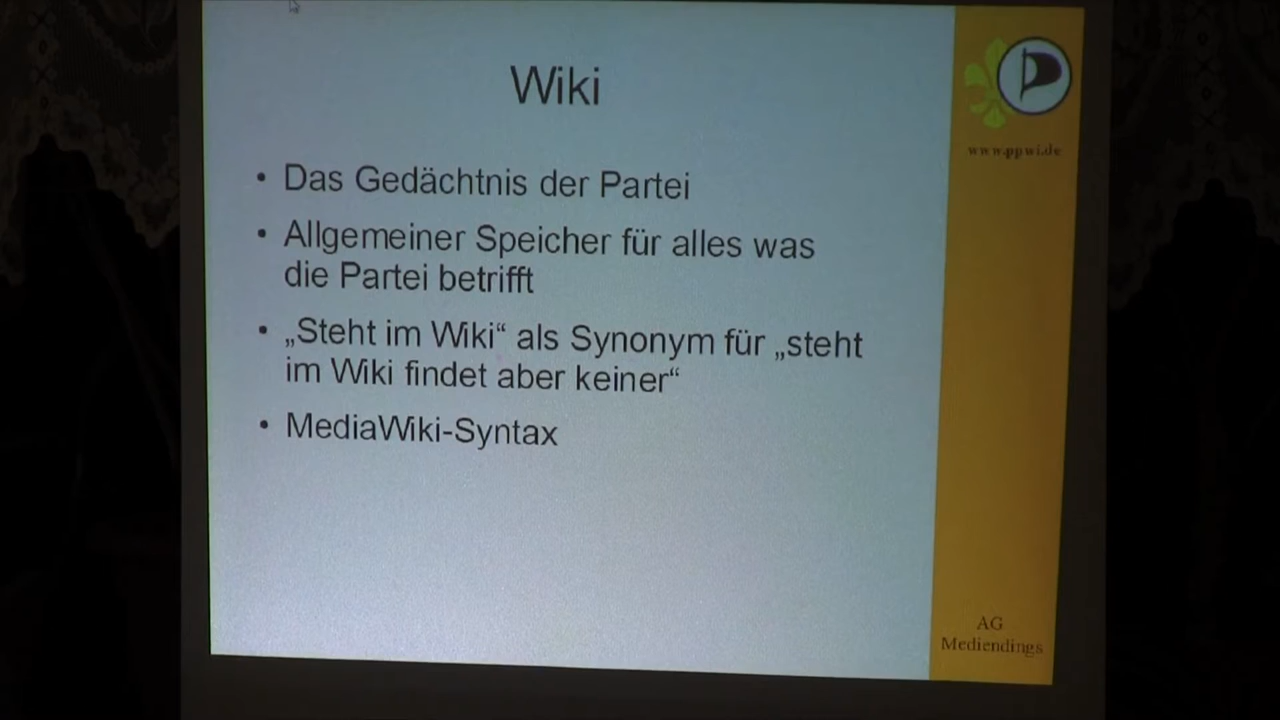 Wiki
• Das Gedächtnis der Partei
• Allgemeiner Speicher für alles was
die Partei betrifft
• „Steht im Wiki“ als Synonym für „steht
im Wiki findet aber keiner“
• MediaWiki-Syntax
www.ppwi.de
AG
Mediendings